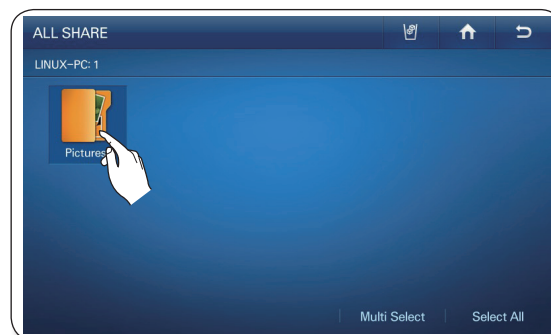 ALL SHARE
LINUX-PC: 1
Pictures
Multi Select Select All